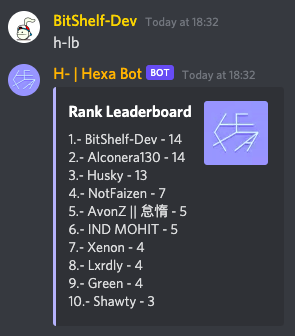 BitShelf-Dev Today at 18:32
h-lb
H- | Hexa Bot BOT Today at 18:32
Rank Leaderboard
1.- BitShelf-Dev - 14
2.- Alconera130 - 14
3.- Husky - 13
4.- NotFaizen - 7
5.- AvonZ || 怠惰 - 5
6.- IND MOHIT - 5
7.- Xenon - 4
8.- Lxrdly - 4
9.- Green - 4
10.- Shawty - 3